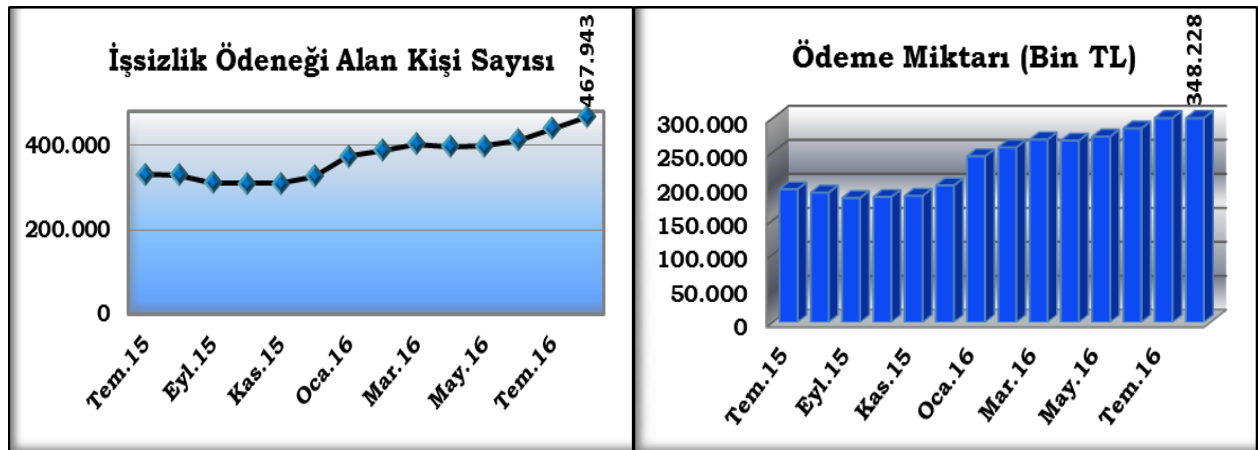 İşsizlik Ödeneği Alan Kişi Sayısı
467.943
400.000
200.000
0
Tem.15
Eyl.15
Kas.15
Oca.16
Mar.16
May.16
Tem.16
Ödeme Miktarı (Bin TL)
348.228
300.000
250.000
200.000
150.000
100.000
50.000
0
Tem.15
Eyl.15
Kas.15
Oca.16
Mar.16
May.16
Tem.16